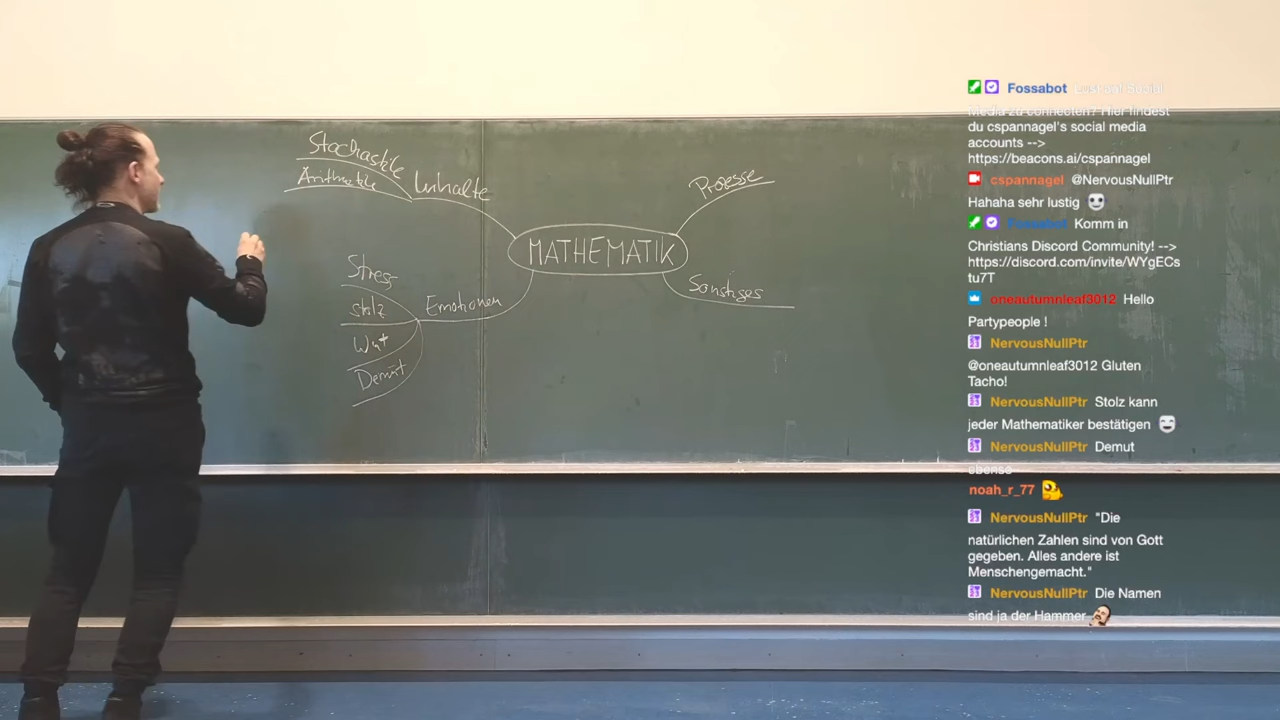 Stochastik
Arithmetik
Inhalte
Prozesse
MATHEMATIK
Stress
Stolz
Wut
Demut
Emotionen
Sonstiges
Fossabot
Media zu connecten? Hier findest
du cspannagel's social media
accounts -->
https://beacons.ai/cspannagel
cspannagel @NervousNullPtr
Hahaha sehr lustig
Fossabot Komm in
Christians Discord Community! -->
https://discord.com/invite/WYgECs
tu7T
oneautumnleaf3012 Hello
Partypeople !
NervousNullPtr
@oneautumnleaf3012 Gluten
Tacho!
NervousNullPtr Stolz kann
jeder Mathematiker bestätigen
NervousNullPtr Demut
ebenso
noah_r_77
NervousNullPtr "Die
natürlichen Zahlen sind von Gott
gegeben. Alles andere ist
Menschengemacht."
NervousNullPtr Die Namen
sind ja der Hammer